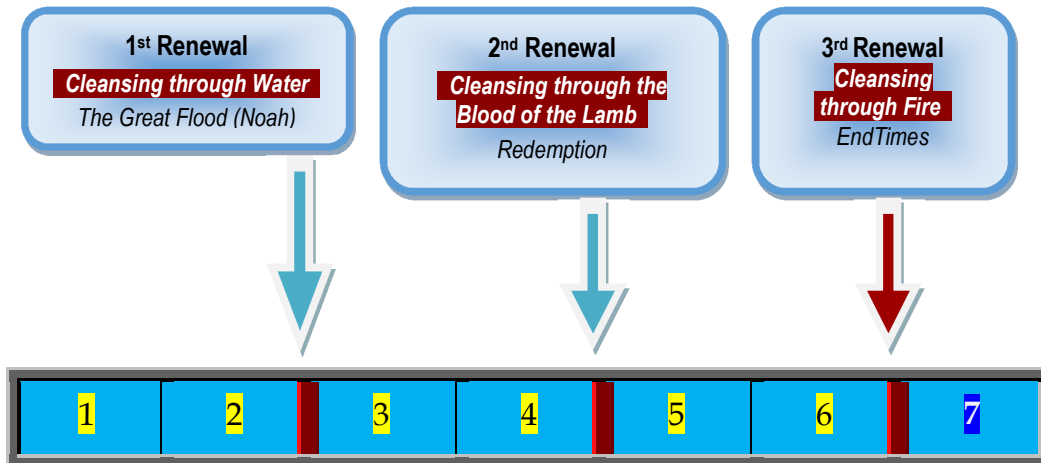 1st Renewal
Cleansing through Water
The Great Flood (Noah)
2nd Renewal
Cleansing through the
Blood of the Lamb
Redemption
3rd Renewal
Cleansing
through Fire
EndTimes
1 2 3 4 5 6 7